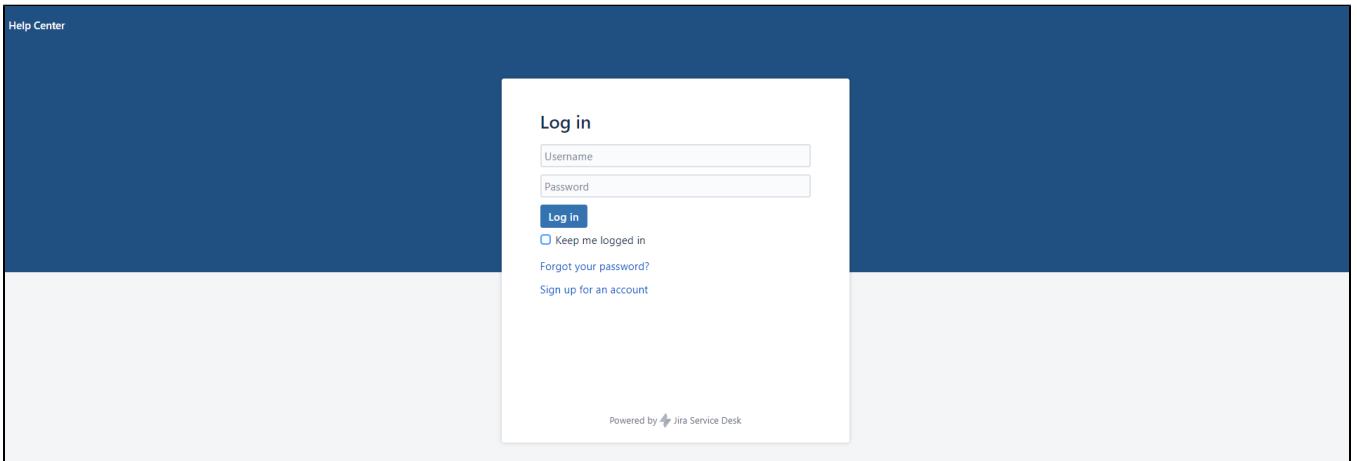 Help Center
Log in
Username
Password
Log in
Keep me logged in
Forgot your password?
Sign up for an account
Powered by Jira Service Desk